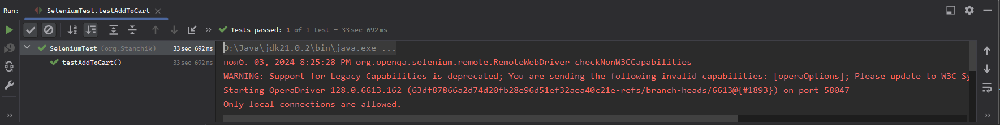 Run: SeleniumTest.testAddToCart
Tests passed: 1 of 1 test – 33 sec 692 ms
SeleniumTest (org.Stanchik) 33 sec 692 ms
testAddToCart() 33 sec 692 ms
D:\Java\jdk21.0.2\bin\java.exe ...
нояб. 03, 2024 8:25:28 PM org.openqa.selenium.remote.RemoteWebDriver checkNonW3CCapabilities
WARNING: Support for Legacy Capabilities is deprecated; You are sending the following invalid capabilities: [operaOptions]; Please update to W3C Sy
Starting OperaDriver 128.0.6613.162 (63df87866a2d74d20fb28e96d51ef32aea40c21e-refs/branch-heads/6613@{#1893}) on port 58047
Only local connections are allowed.